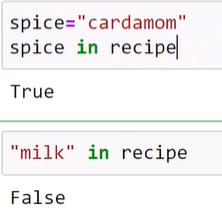 spice="cardamom"
spice in recipe
True
"milk" in recipe
False